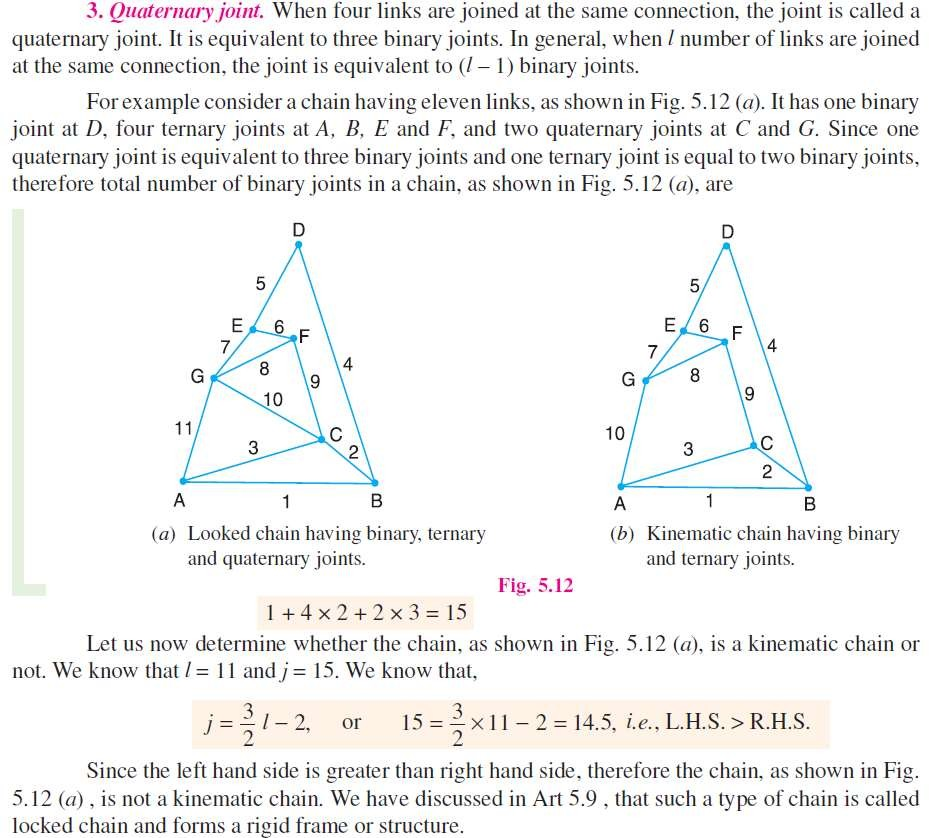 3. Quaternary joint. When four links are joined at the same connection, the joint is called a
quaternary joint. It is equivalent to three binary joints. In general, when l number of links are joined
at the same connection, the joint is equivalent to (l – 1) binary joints.
For example consider a chain having eleven links, as shown in Fig. 5.12 (a). It has one binary
joint at D, four ternary joints at A, B, E and F, and two quaternary joints at C and G. Since one
quaternary joint is equivalent to three binary joints and one ternary joint is equal to two binary joints,
therefore total number of binary joints in a chain, as shown in Fig. 5.12 (a), are
D
5
E
6
F
7
4
G
8
9
10
11
C
3
2
A
1
B
D
5
E
6
F
7
4
G
8
9
10
C
3
2
A
1
B
(a) Looked chain having binary, ternary
and quaternary joints.
(b) Kinematic chain having binary
and ternary joints.
Fig. 5.12
1 + 4 × 2 + 2 × 3 = 15
Let us now determine whether the chain, as shown in Fig. 5.12 (a), is a kinematic chain or
not. We know that l = 11 and j = 15. We know that,
j = 3/2 l – 2, or 15 = 3/2 × 11 – 2 = 14.5, i.e., L.H.S. > R.H.S.
Since the left hand side is greater than right hand side, therefore the chain, as shown in Fig.
5.12 (a) , is not a kinematic chain. We have discussed in Art 5.9 , that such a type of chain is called
locked chain and forms a rigid frame or structure.